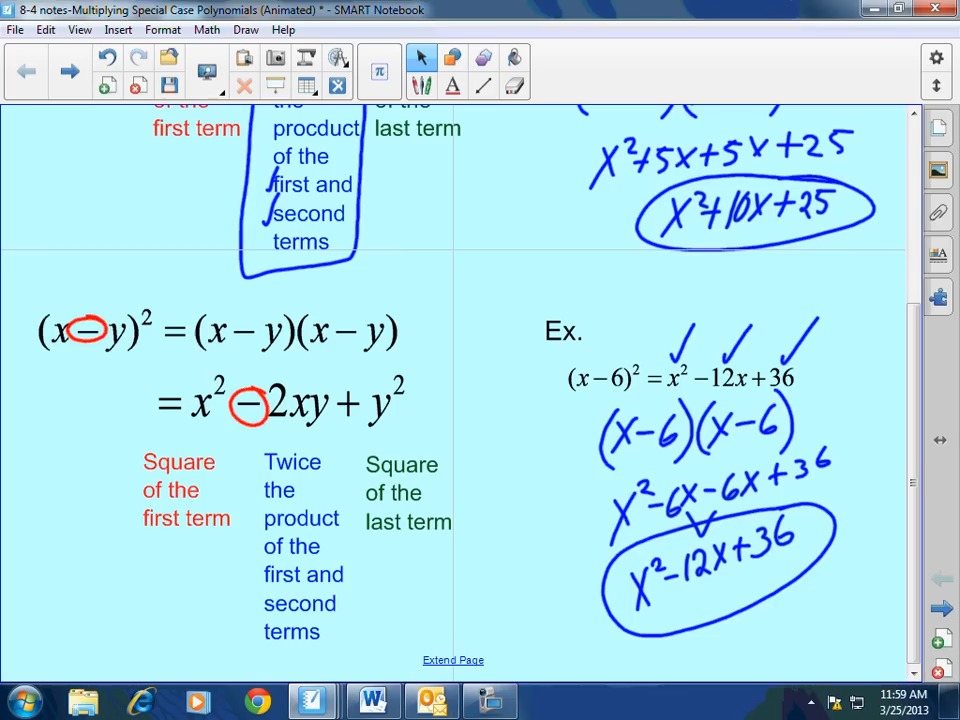 8-4 notes-Multiplying Special Case Polynomials (Animated) * - SMART Notebook
File Edit View Insert Format Math Draw Help
of the
first term
the
procduct
of the
first and
second
terms
of the
last term
x²+5x+5x+25
x²+10x+25
(x − y)² = (x − y)(x − y)
= x² − 2xy + y²
Square
of the
first term
Twice
the
product
of the
first and
second
terms
Square
of the
last term
Ex.
(x − 6)² = x² − 12x + 36
(x-6)(x-6)
x²-6x-6x+36
x²-12x+36
Extend Page
11:59 AM
3/25/2013